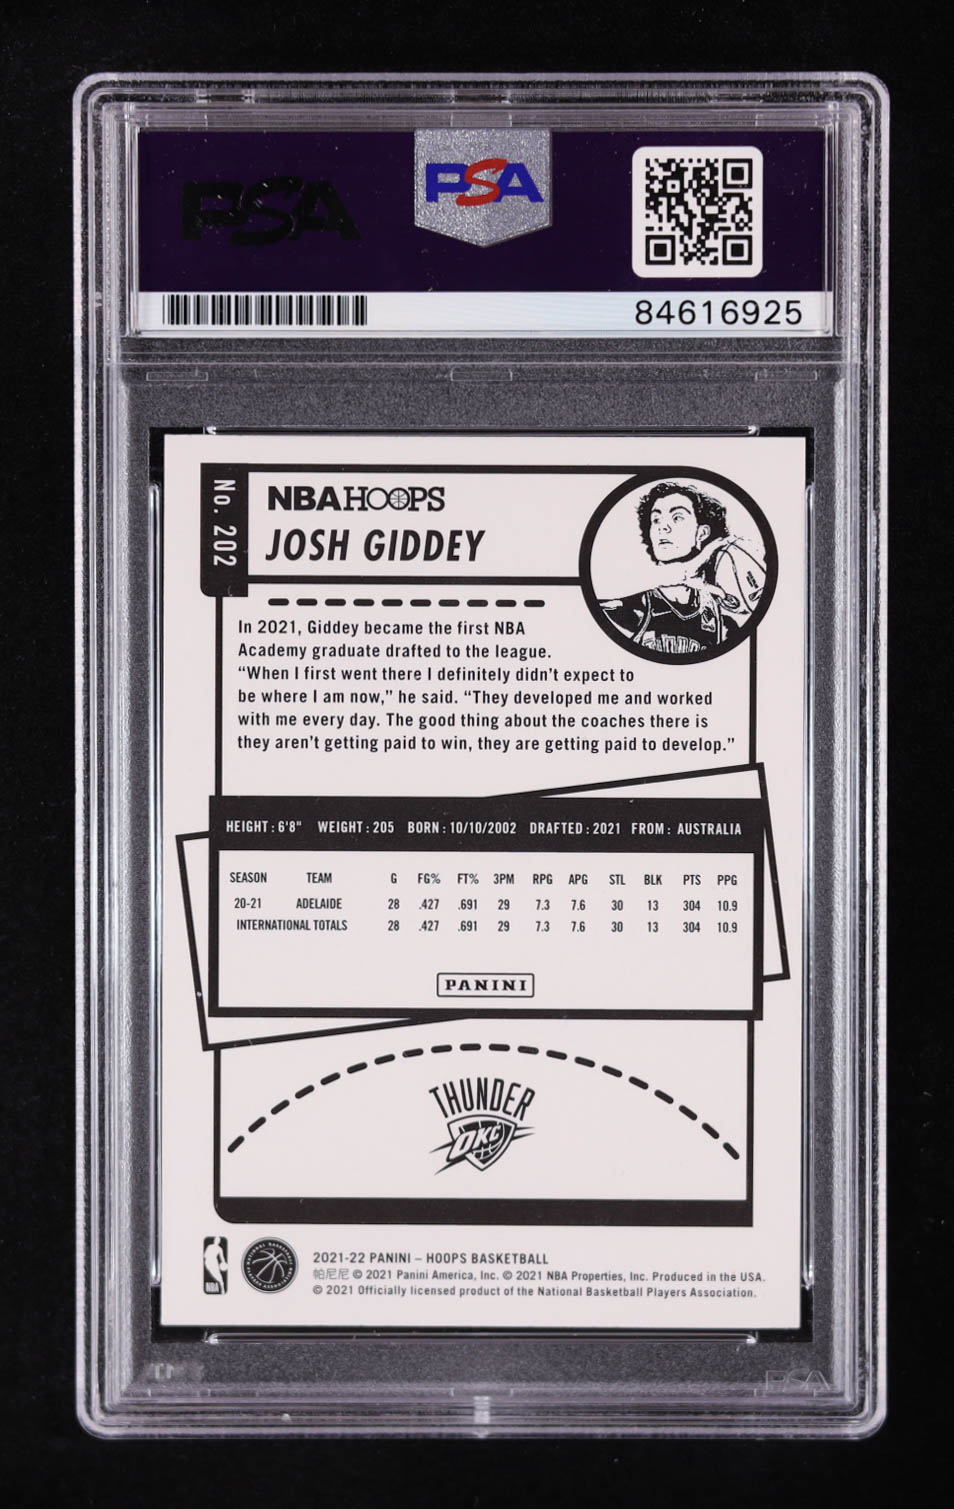 PSA
PSA
84616925
No. 202
NBA HOOPS
JOSH GIDDEY
In 2021, Giddey became the first NBA
Academy graduate drafted to the league.
“When I first went there I definitely didn’t expect to
be where I am now,” he said. “They developed me and worked
with me every day. The good thing about the coaches there is
they aren’t getting paid to win, they are getting paid to develop.”
HEIGHT : 6'8" WEIGHT : 205 BORN : 10/10/2002 DRAFTED : 2021 FROM : AUSTRALIA
SEASON TEAM G FG% FT% 3PM RPG APG STL BLK PTS PPG
20-21 ADELAIDE 28 .427 .691 29 7.3 7.6 30 13 304 10.9
INTERNATIONAL TOTALS 28 .427 .691 29 7.3 7.6 30 13 304 10.9
PANINI
THUNDER
OKC
NBA
2021-22 PANINI – HOOPS BASKETBALL
帕尼尼 © 2021 Panini America, Inc. © 2021 NBA Properties, Inc. Produced in the USA.
© 2021 Officially licensed product of the National Basketball Players Association.
PSA